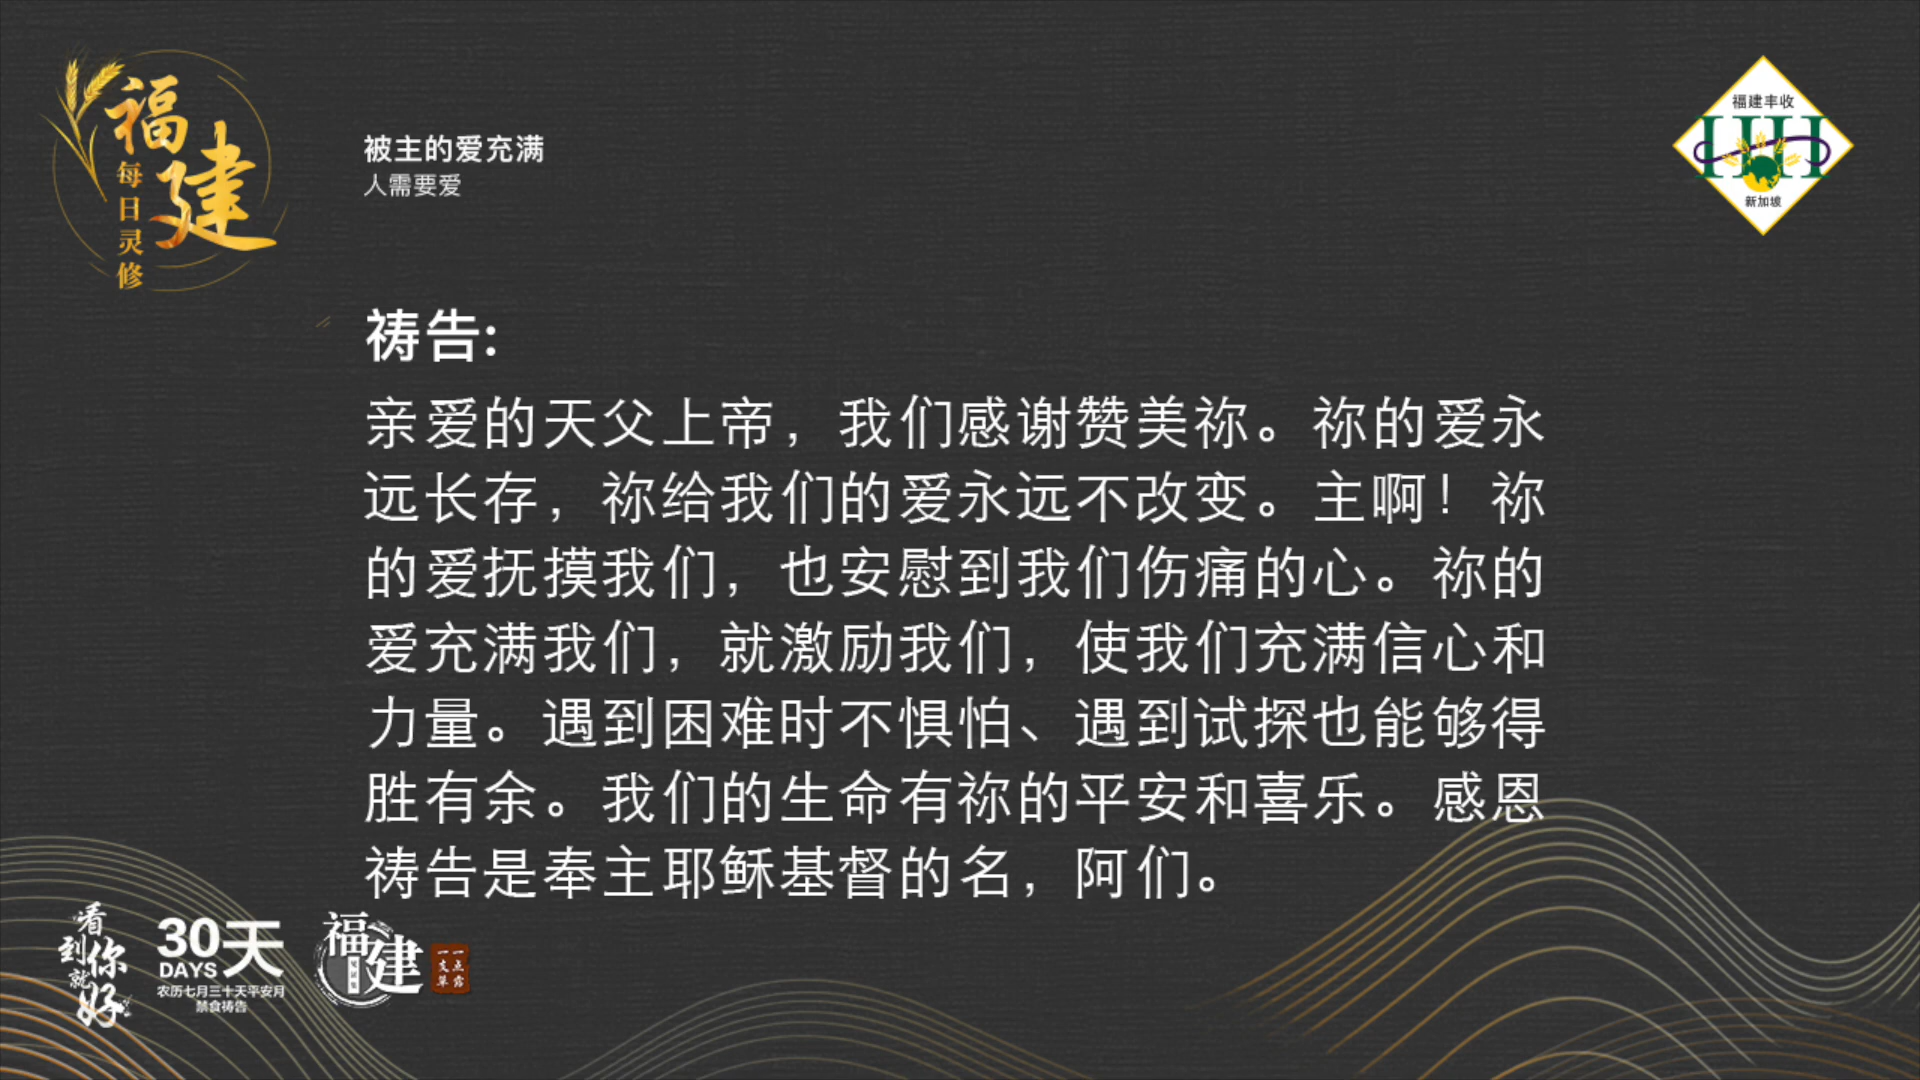 福建
每日灵修
被主的爱充满
人需要爱
福建丰收
HH
新加坡
祷告:
亲爱的天父上帝，我们感谢赞美祢。祢的爱永
远长存，祢给我们的爱永远不改变。主啊！祢
的爱抚摸我们，也安慰到我们伤痛的心。祢的
爱充满我们，就激励我们，使我们充满信心和
力量。遇到困难时不惧怕、遇到试探也能够得
胜有余。我们的生命有祢的平安和喜乐。感恩
祷告是奉主耶稣基督的名，阿们。
看到你就好
30天
DAYS
农历七月三十天平安月
禁食祷告
福建
一点露
一支草